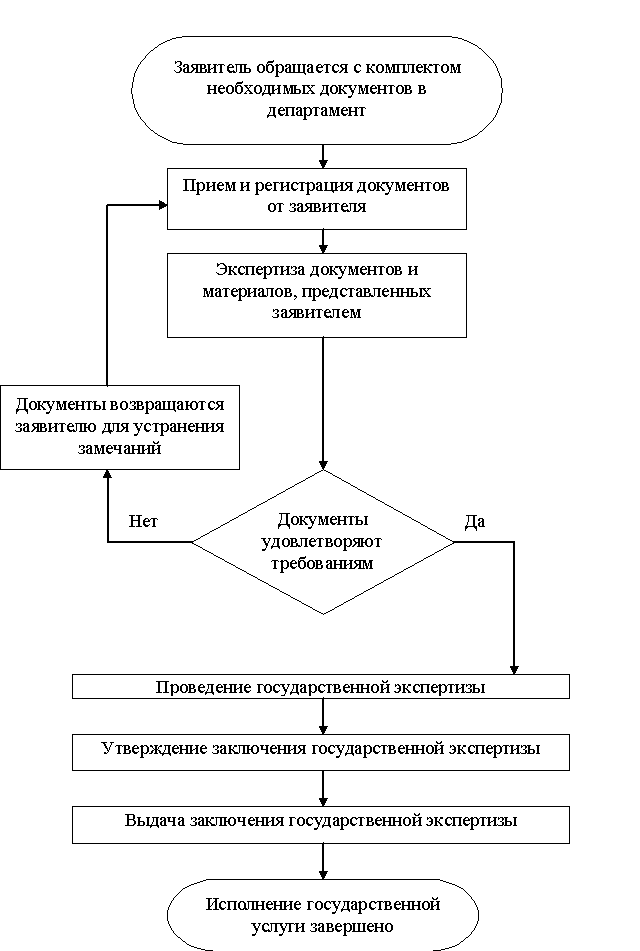 Заявитель обращается с комплектом
необходимых документов в
департамент
Прием и регистрация документов
от заявителя
Экспертиза документов и
материалов, представленных
заявителем
Документы возвращаются
заявителю для устранения
замечаний
Нет
Документы
удовлетворяют
требованиям
Да
Проведение государственной экспертизы
Утверждение заключения государственной экспертизы
Выдача заключения государственной экспертизы
Исполнение государственной
услуги завершено